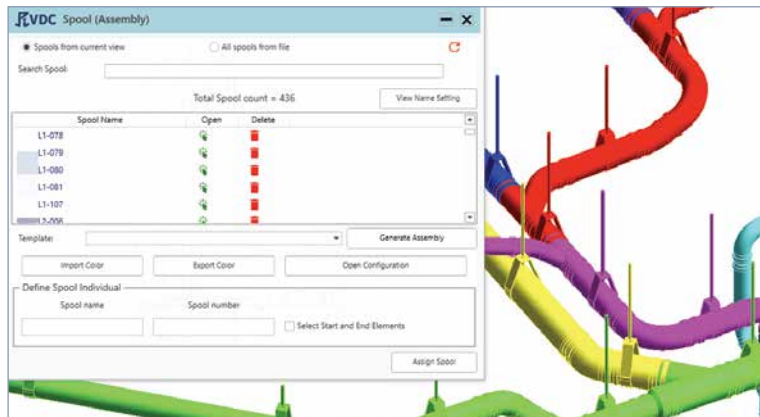 VDC Spool (Assembly)
Spools from current view
All spools from file
Search Spool:
Total Spool count = 436
View Name Setting
Spool Name Open Delete
L1-078
L1-079
L1-080
L1-081
L1-107
L2-006
Template:
Generate Assembly
Import Color
Export Color
Open Configuration
Define Spool Individual
Spool name
Spool number
Select Start and End Elements
Assign Spool